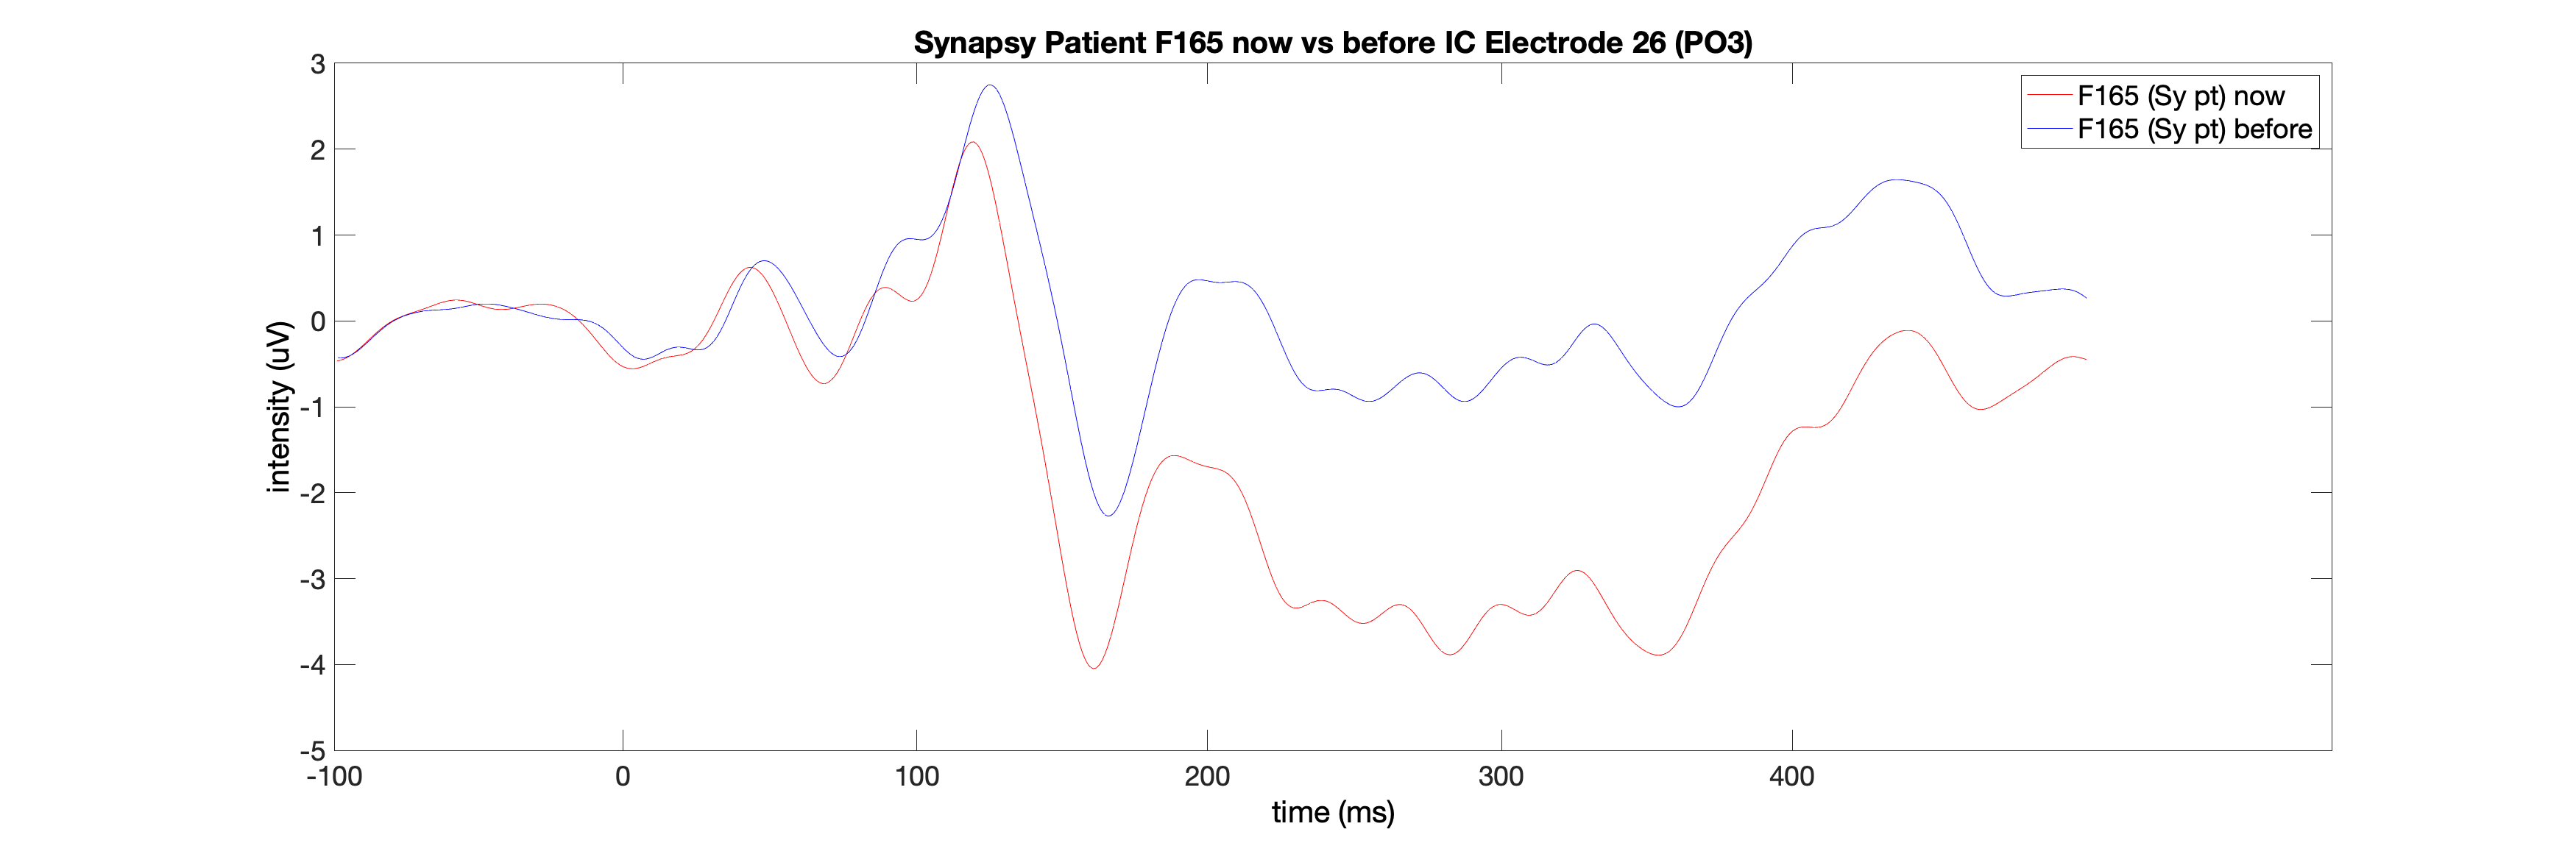 Synapsy Patient F165 now vs before IC Electrode 26 (PO3)
F165 (Sy pt) now
F165 (Sy pt) before
intensity (uV)
3
2
1
0
-1
-2
-3
-4
-5
-100 0 100 200 300 400
time (ms)